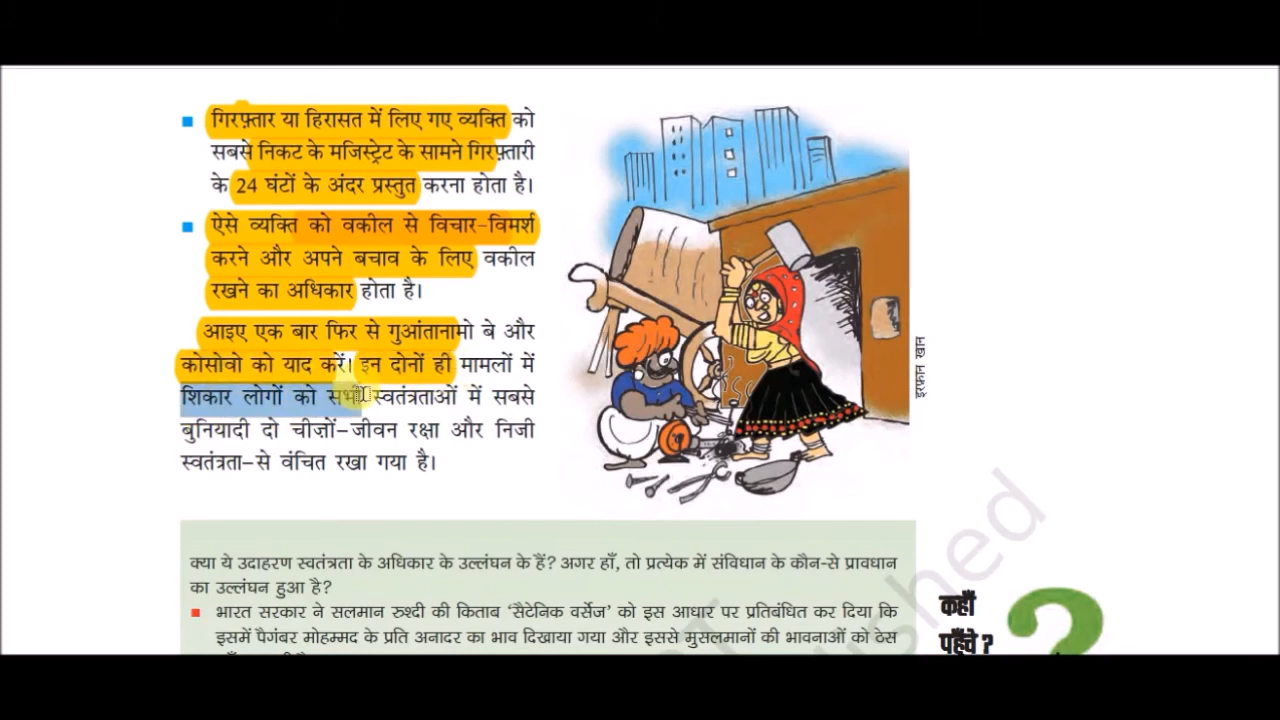 गिरफ़्तार या हिरासत में लिए गए व्यक्ति को
सबसे निकट के मजिस्ट्रेट के सामने गिरफ़्तारी
के 24 घंटों के अंदर प्रस्तुत करना होता है।
ऐसे व्यक्ति को वकील से विचार-विमर्श
करने और अपने बचाव के लिए वकील
रखने का अधिकार होता है।
आइए एक बार फिर से गुआंतानामो बे और
कोसोवो को याद करें। इन दोनों ही मामलों में
शिकार लोगों को सभी स्वतंत्रताओं में सबसे
बुनियादी दो चीज़ों-जीवन रक्षा और निजी
स्वतंत्रता-से वंचित रखा गया है।
इरफान खान
क्या ये उदाहरण स्वतंत्रता के अधिकार के उल्लंघन के हैं? अगर हाँ, तो प्रत्येक में संविधान के कौन-से प्रावधान
का उल्लंघन हुआ है?
भारत सरकार ने सलमान रुश्दी की किताब 'सैटेनिक वर्सेज' को इस आधार पर प्रतिबंधित कर दिया कि
इसमें पैगंबर मोहम्मद के प्रति अनादर का भाव दिखाया गया और इससे मुसलमानों की भावनाओं को ठेस
कहाँ
पहुँचे ?